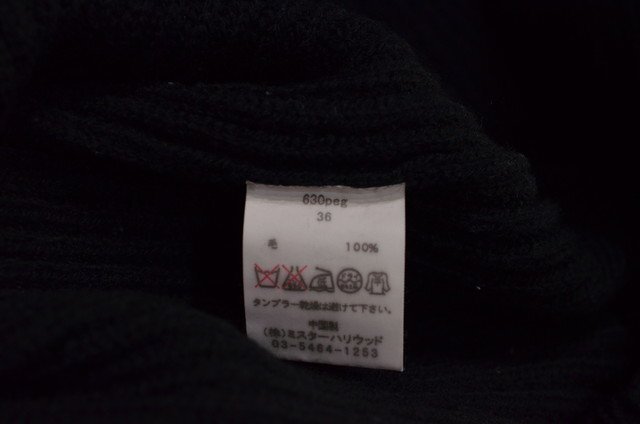 630peg
36
毛 100%
タンブラー乾燥は避けて下さい。
中国製
(株)ミスターハリウッド
03-5464-1253